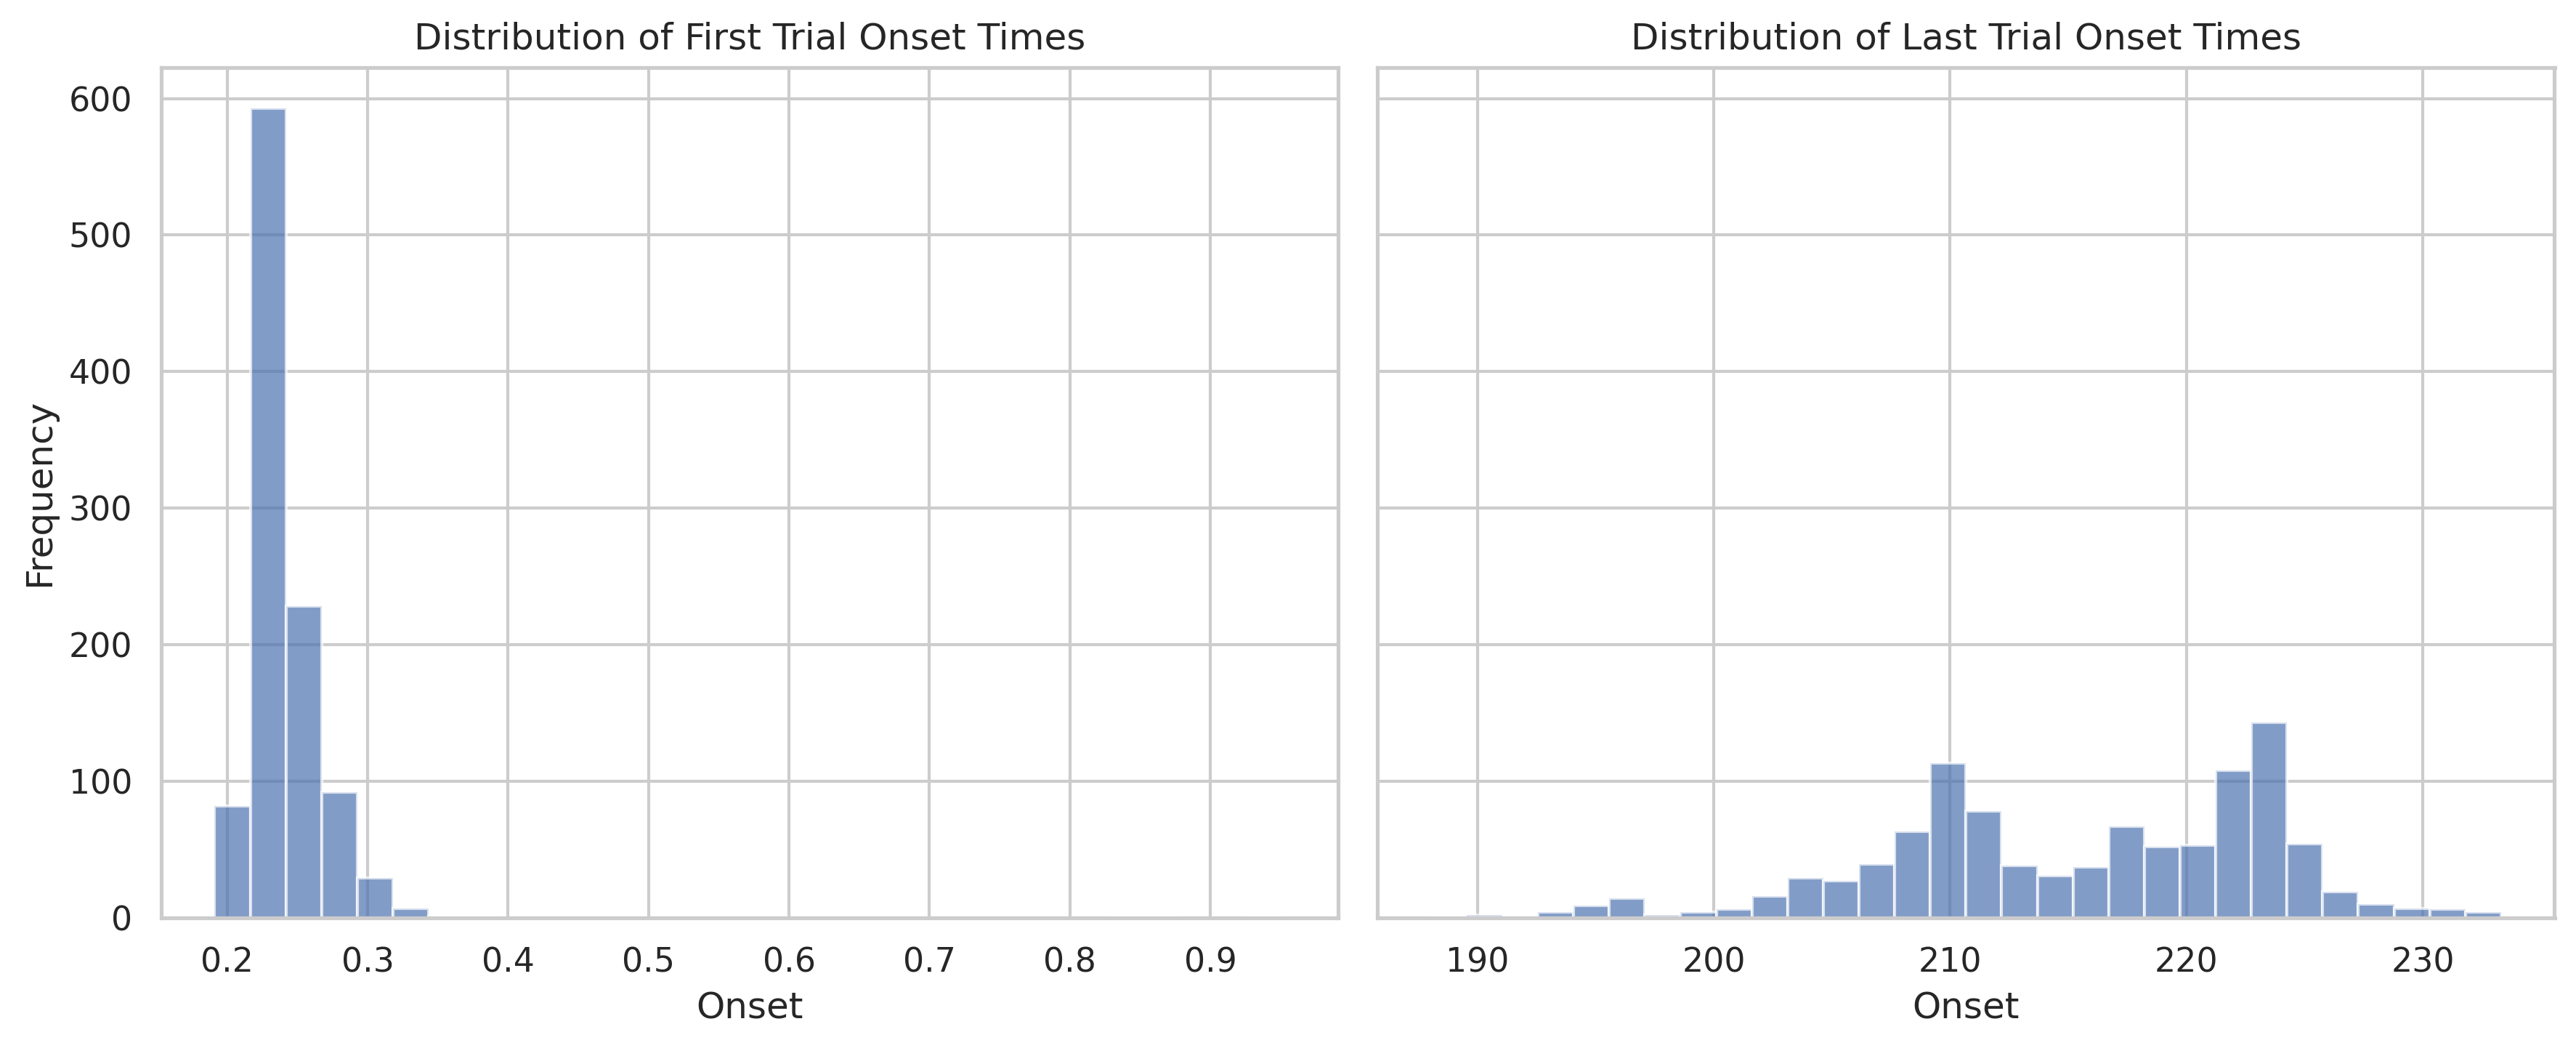 Distribution of First Trial Onset Times
Distribution of Last Trial Onset Times
Frequency
600
500
400
300
200
100
0
0.2 0.3 0.4 0.5 0.6 0.7 0.8 0.9
Onset
190 200 210 220 230
Onset